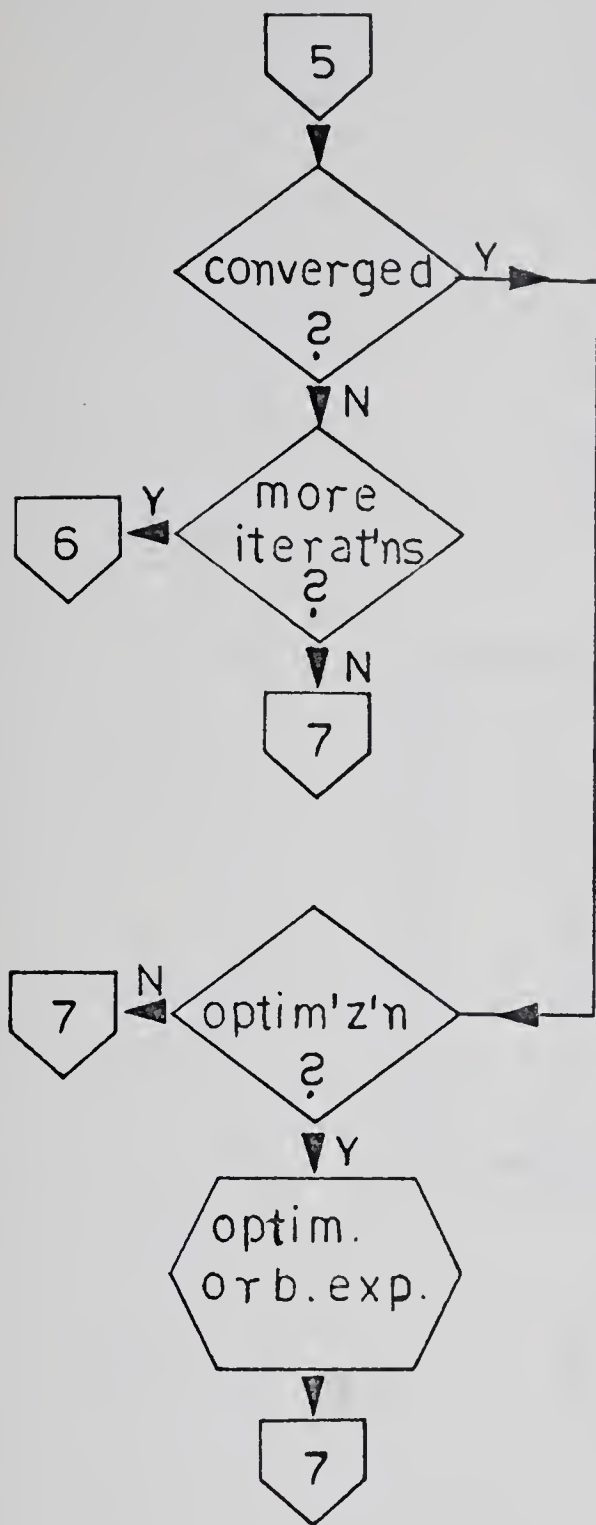 5
converged
?
Y
N
more
iterat'ns
?
Y
6
N
7
optim'z'n
?
N
7
Y
optim.
orb.exp.
7